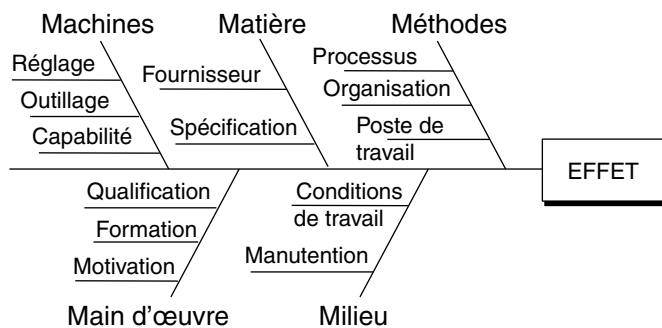 Machines
Matière
Méthodes
Réglage
Outillage
Capabilité
Fournisseur
Spécification
Processus
Organisation
Poste de
travail
EFFET
Qualification
Formation
Motivation
Conditions
de travail
Manutention
Main d'œuvre
Milieu